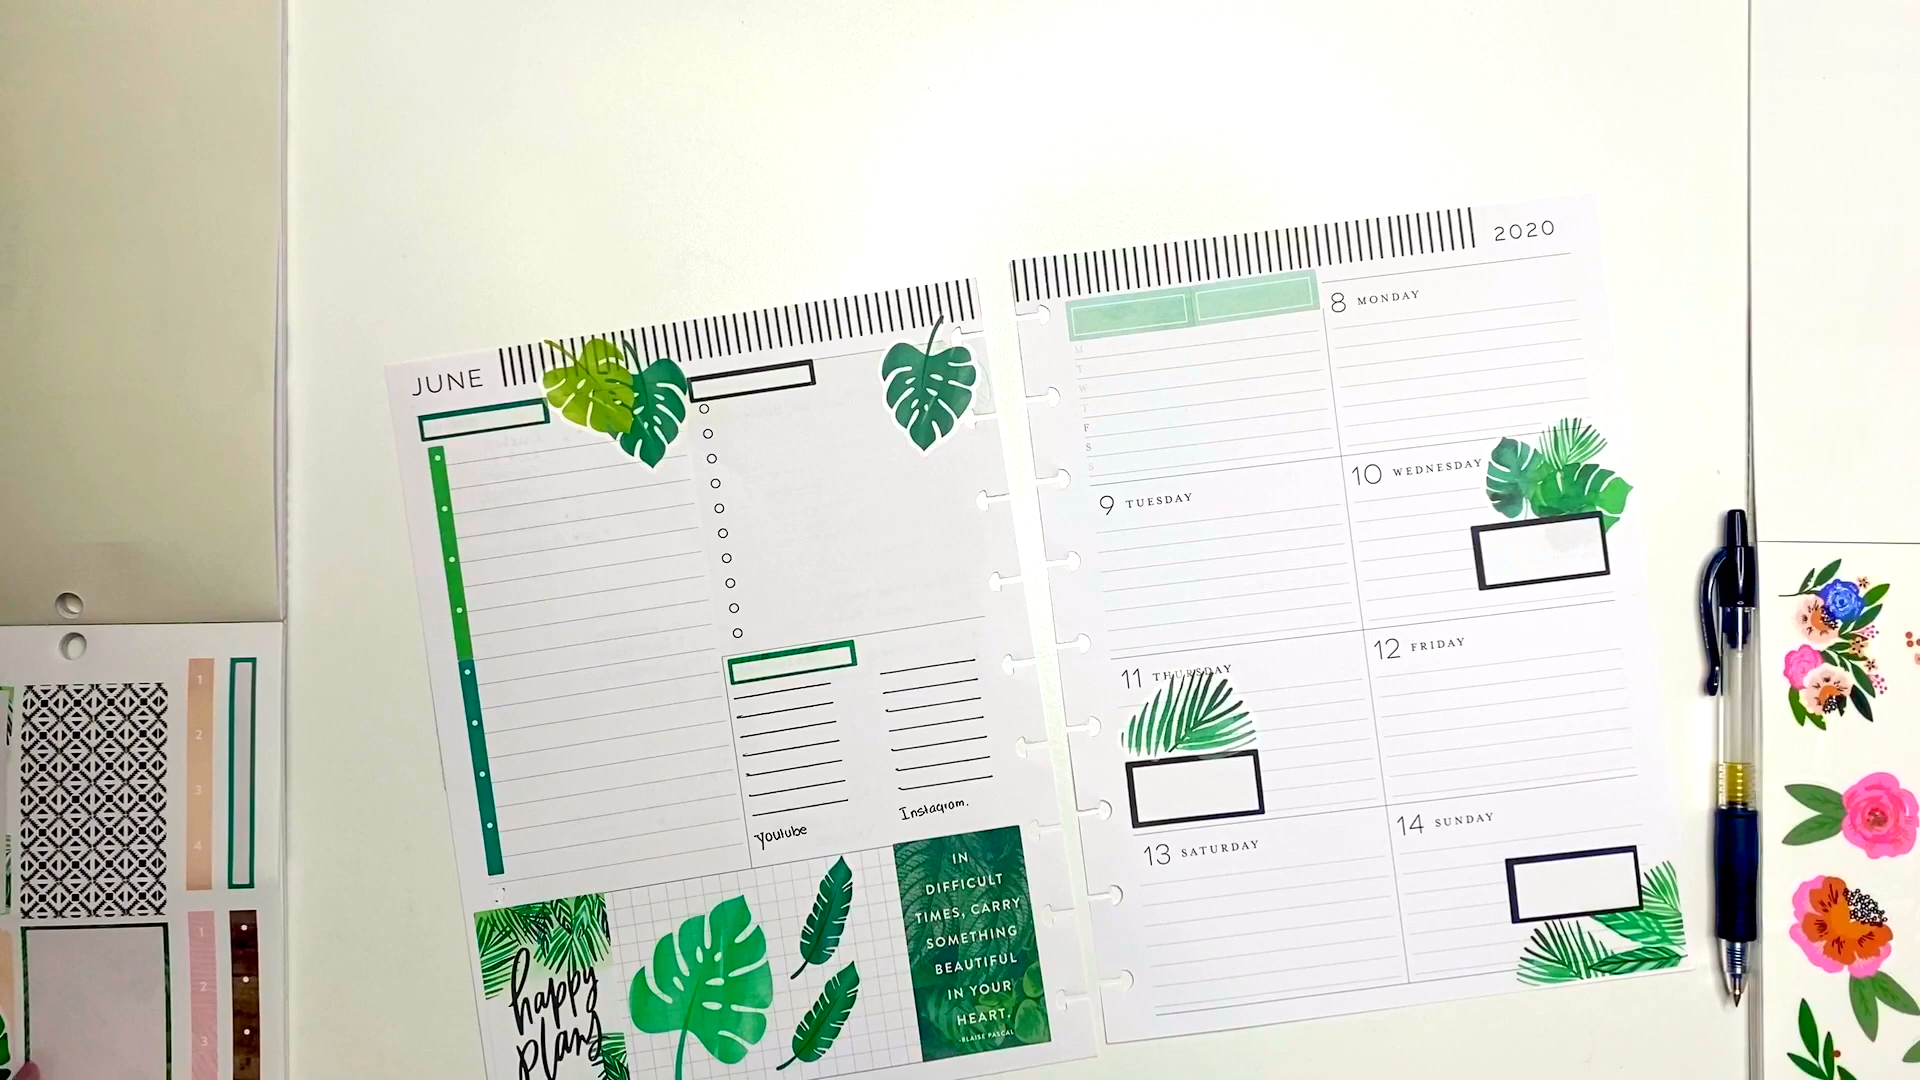 JUNE
Youtube
Instagram.
happy
plans
IN
DIFFICULT
TIMES, CARRY
SOMETHING
BEAUTIFUL
IN YOUR
HEART.
-BLAISE PASCAL
2020
M
T
W
T
F
S
S
8 MONDAY
9 TUESDAY
10 WEDNESDAY
11 THURSDAY
12 FRIDAY
13 SATURDAY
14 SUNDAY
1
2
3
4
1
2
3